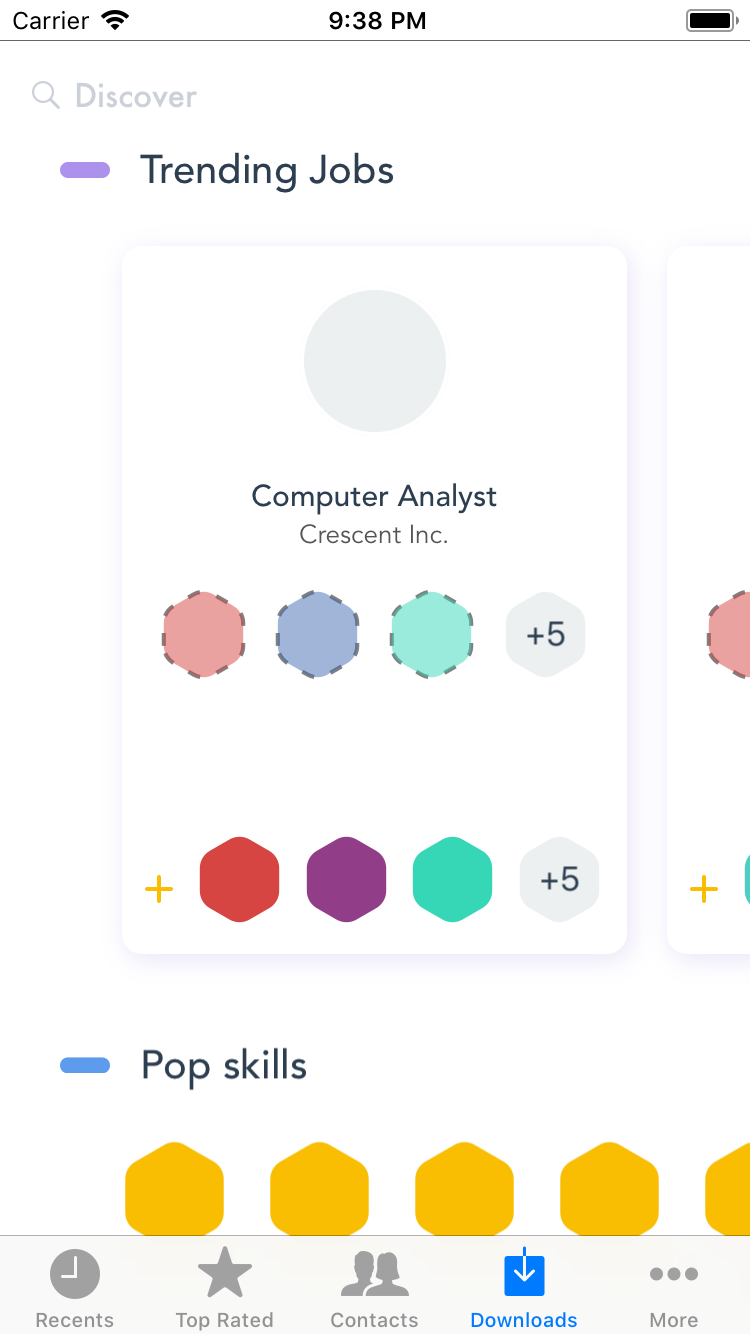 Carrier 9:38 PM
Discover
Trending Jobs
Computer Analyst
Crescent Inc.
+5
+5
Pop skills
Recents Top Rated Contacts Downloads More